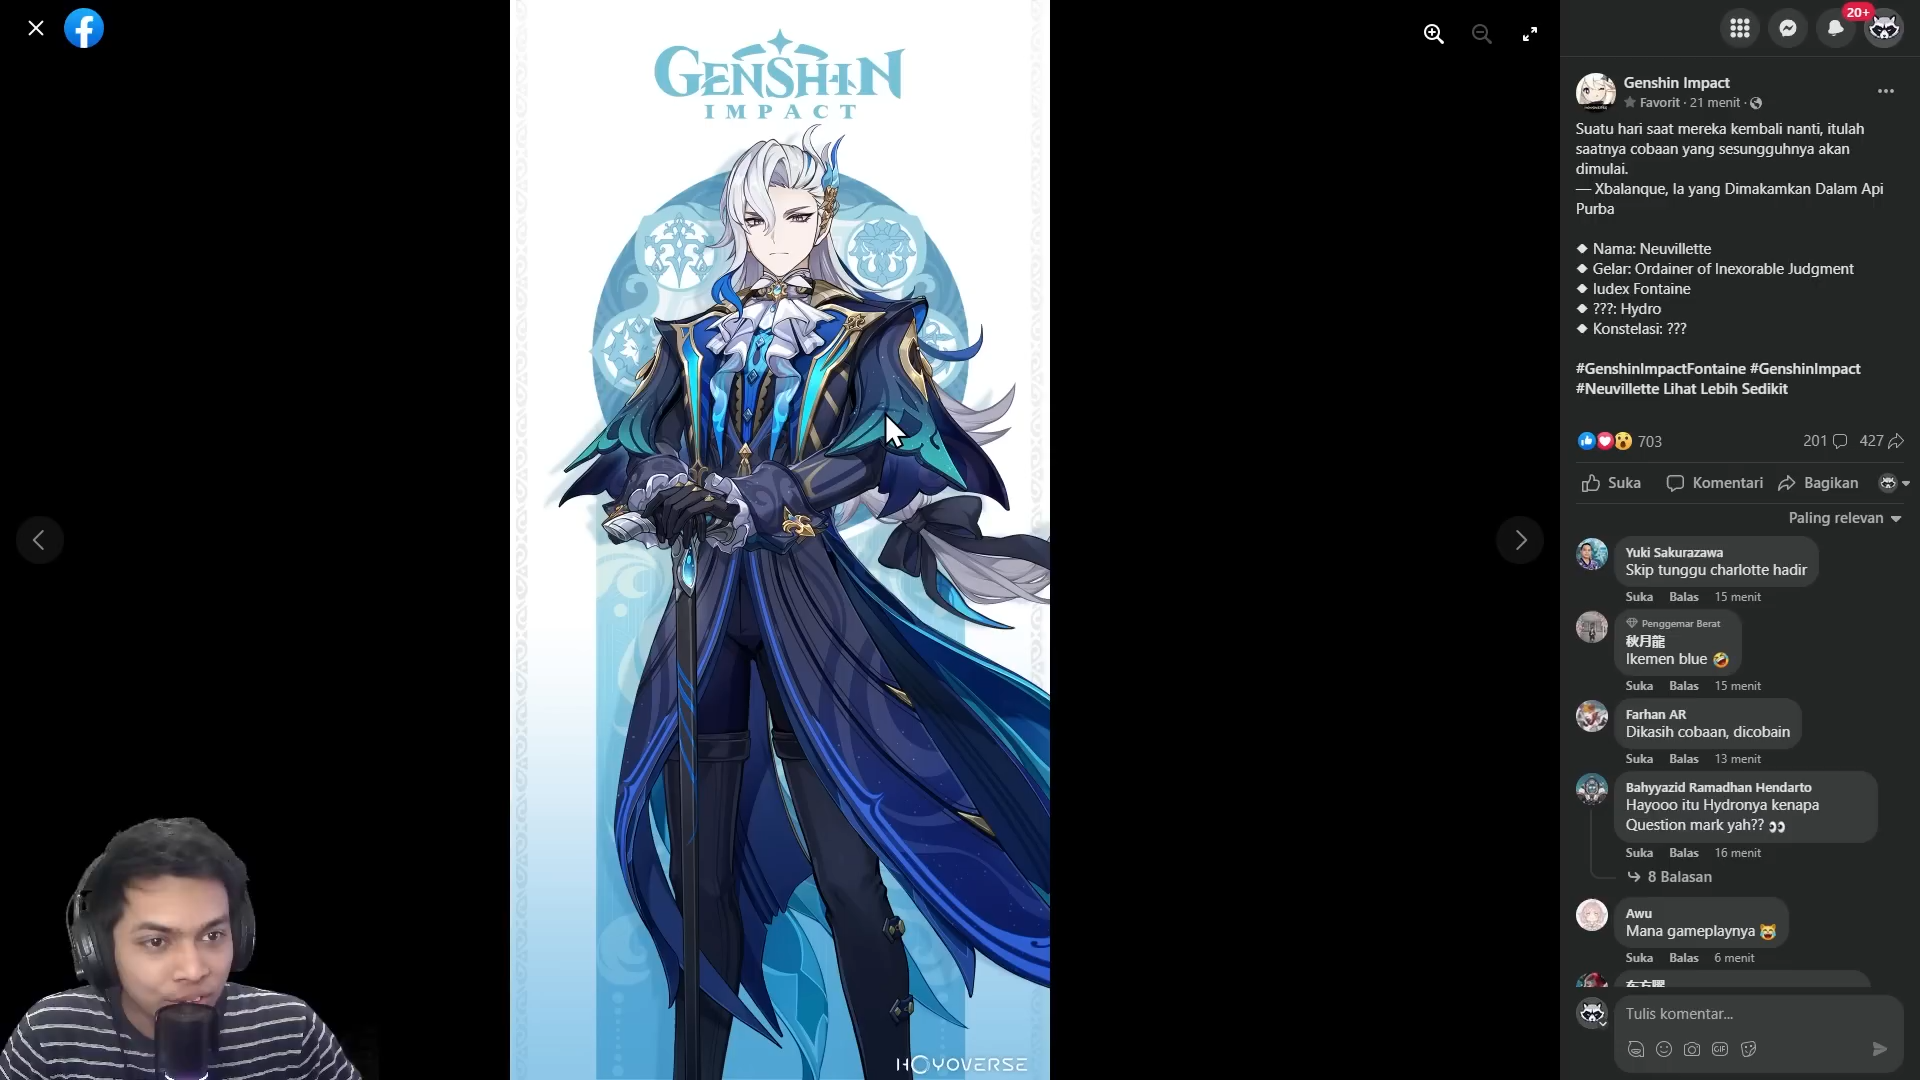 GENSHIN
IMPACT
HOYOVERSE
20+
Genshin Impact
Favorit · 21 menit ·
Suatu hari saat mereka kembali nanti, itulah
saatnya cobaan yang sesungguhnya akan
dimulai.
— Xbalanque, Ia yang Dimakamkan Dalam Api
Purba
◆ Nama: Neuvillette
◆ Gelar: Ordainer of Inexorable Judgment
◆ Iudex Fontaine
◆ ???: Hydro
◆ Konstelasi: ???
#GenshinImpactFontaine #GenshinImpact
#Neuvillette Lihat Lebih Sedikit
703
201
427
Suka Komentari Bagikan
Paling relevan
Yuki Sakurazawa
Skip tunggu charlotte hadir
Suka Balas 15 menit
Penggemar Berat
秋月龍
Ikemen blue 🤣
Suka Balas 15 menit
Farhan AR
Dikasih cobaan, dicobain
Suka Balas 13 menit
Bahyyazid Ramadhan Hendarto
Hayooo itu Hydronya kenapa
Question mark yah?? 👀
Suka Balas 16 menit
8 Balasan
Awu
Mana gameplaynya 😹
Suka Balas 6 menit
Tulis komentar...
GIF